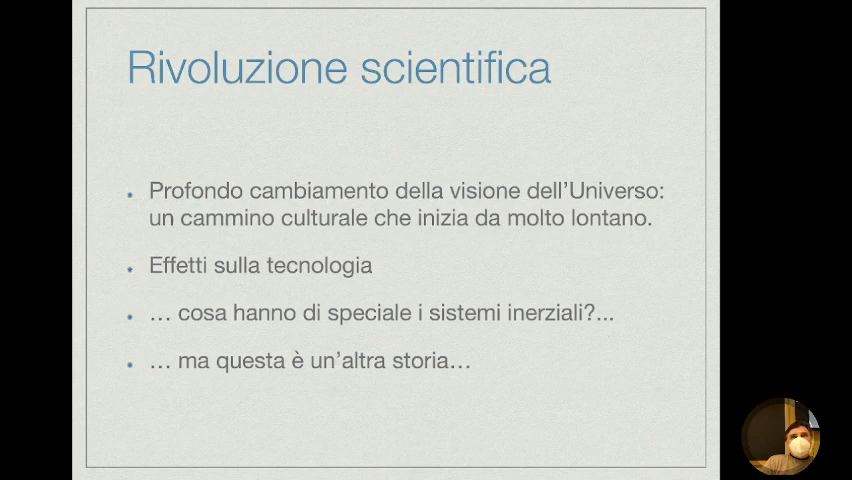 Rivoluzione scientifica
Profondo cambiamento della visione dell'Universo:
un cammino culturale che inizia da molto lontano.
Effetti sulla tecnologia
… cosa hanno di speciale i sistemi inerziali?...
… ma questa è un'altra storia…